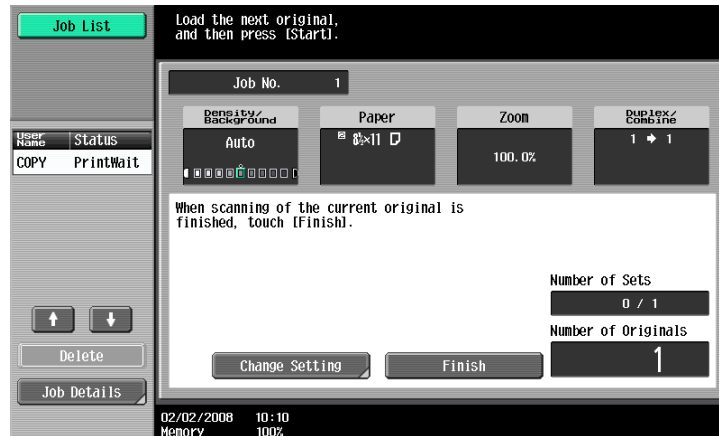 Job List
Load the next original,
and then press [Start].
Job No. 1
Density/
Background
Paper
Zoom
Duplex/
Combine
Auto
8½×11
100.0%
1 → 1
User
Name
Status
COPY PrintWait
When scanning of the current original is
finished, touch [Finish].
Number of Sets
0 / 1
Number of Originals
1
Change Setting
Finish
Delete
Job Details
02/02/2008 10:10
Memory 100%